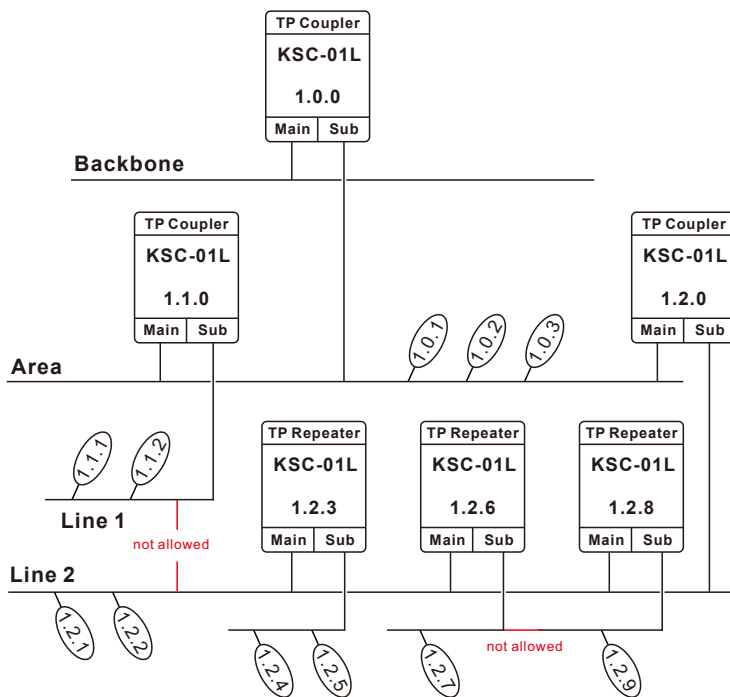 TP Coupler
KSC-01L
1.0.0
Main Sub
Backbone
TP Coupler
KSC-01L
1.1.0
Main Sub
TP Coupler
KSC-01L
1.2.0
Main Sub
Area
1.0.1
1.0.2
1.0.3
1.1.1
1.1.2
Line 1
not allowed
TP Repeater
KSC-01L
1.2.3
Main Sub
TP Repeater
KSC-01L
1.2.6
Main Sub
TP Repeater
KSC-01L
1.2.8
Main Sub
Line 2
1.2.1
1.2.2
1.2.4
1.2.5
1.2.7
not allowed
1.2.9